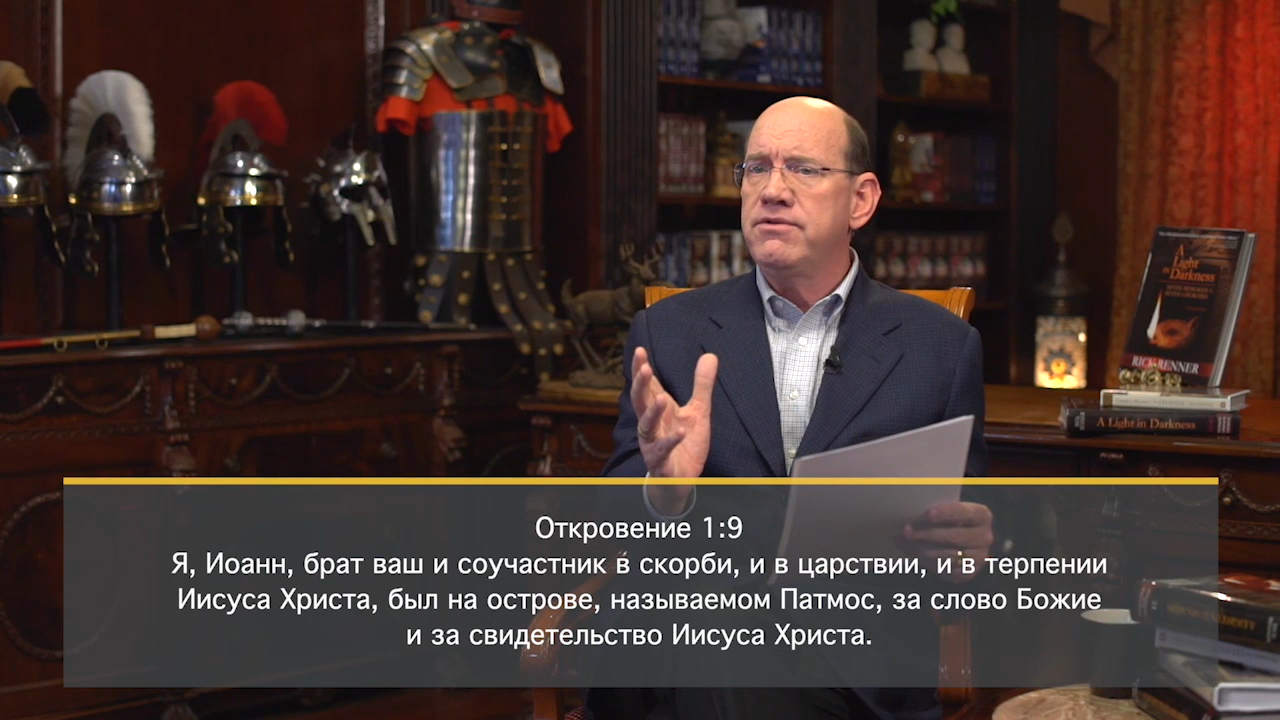 A
Light
in
Darkness
RICK RENNER
A Light in Darkness
Откровение 1:9
Я, Иоанн, брат ваш и соучастник в скорби, и в царствии, и в терпении
Иисуса Христа, был на острове, называемом Патмос, за слово Божие
и за свидетельство Иисуса Христа.